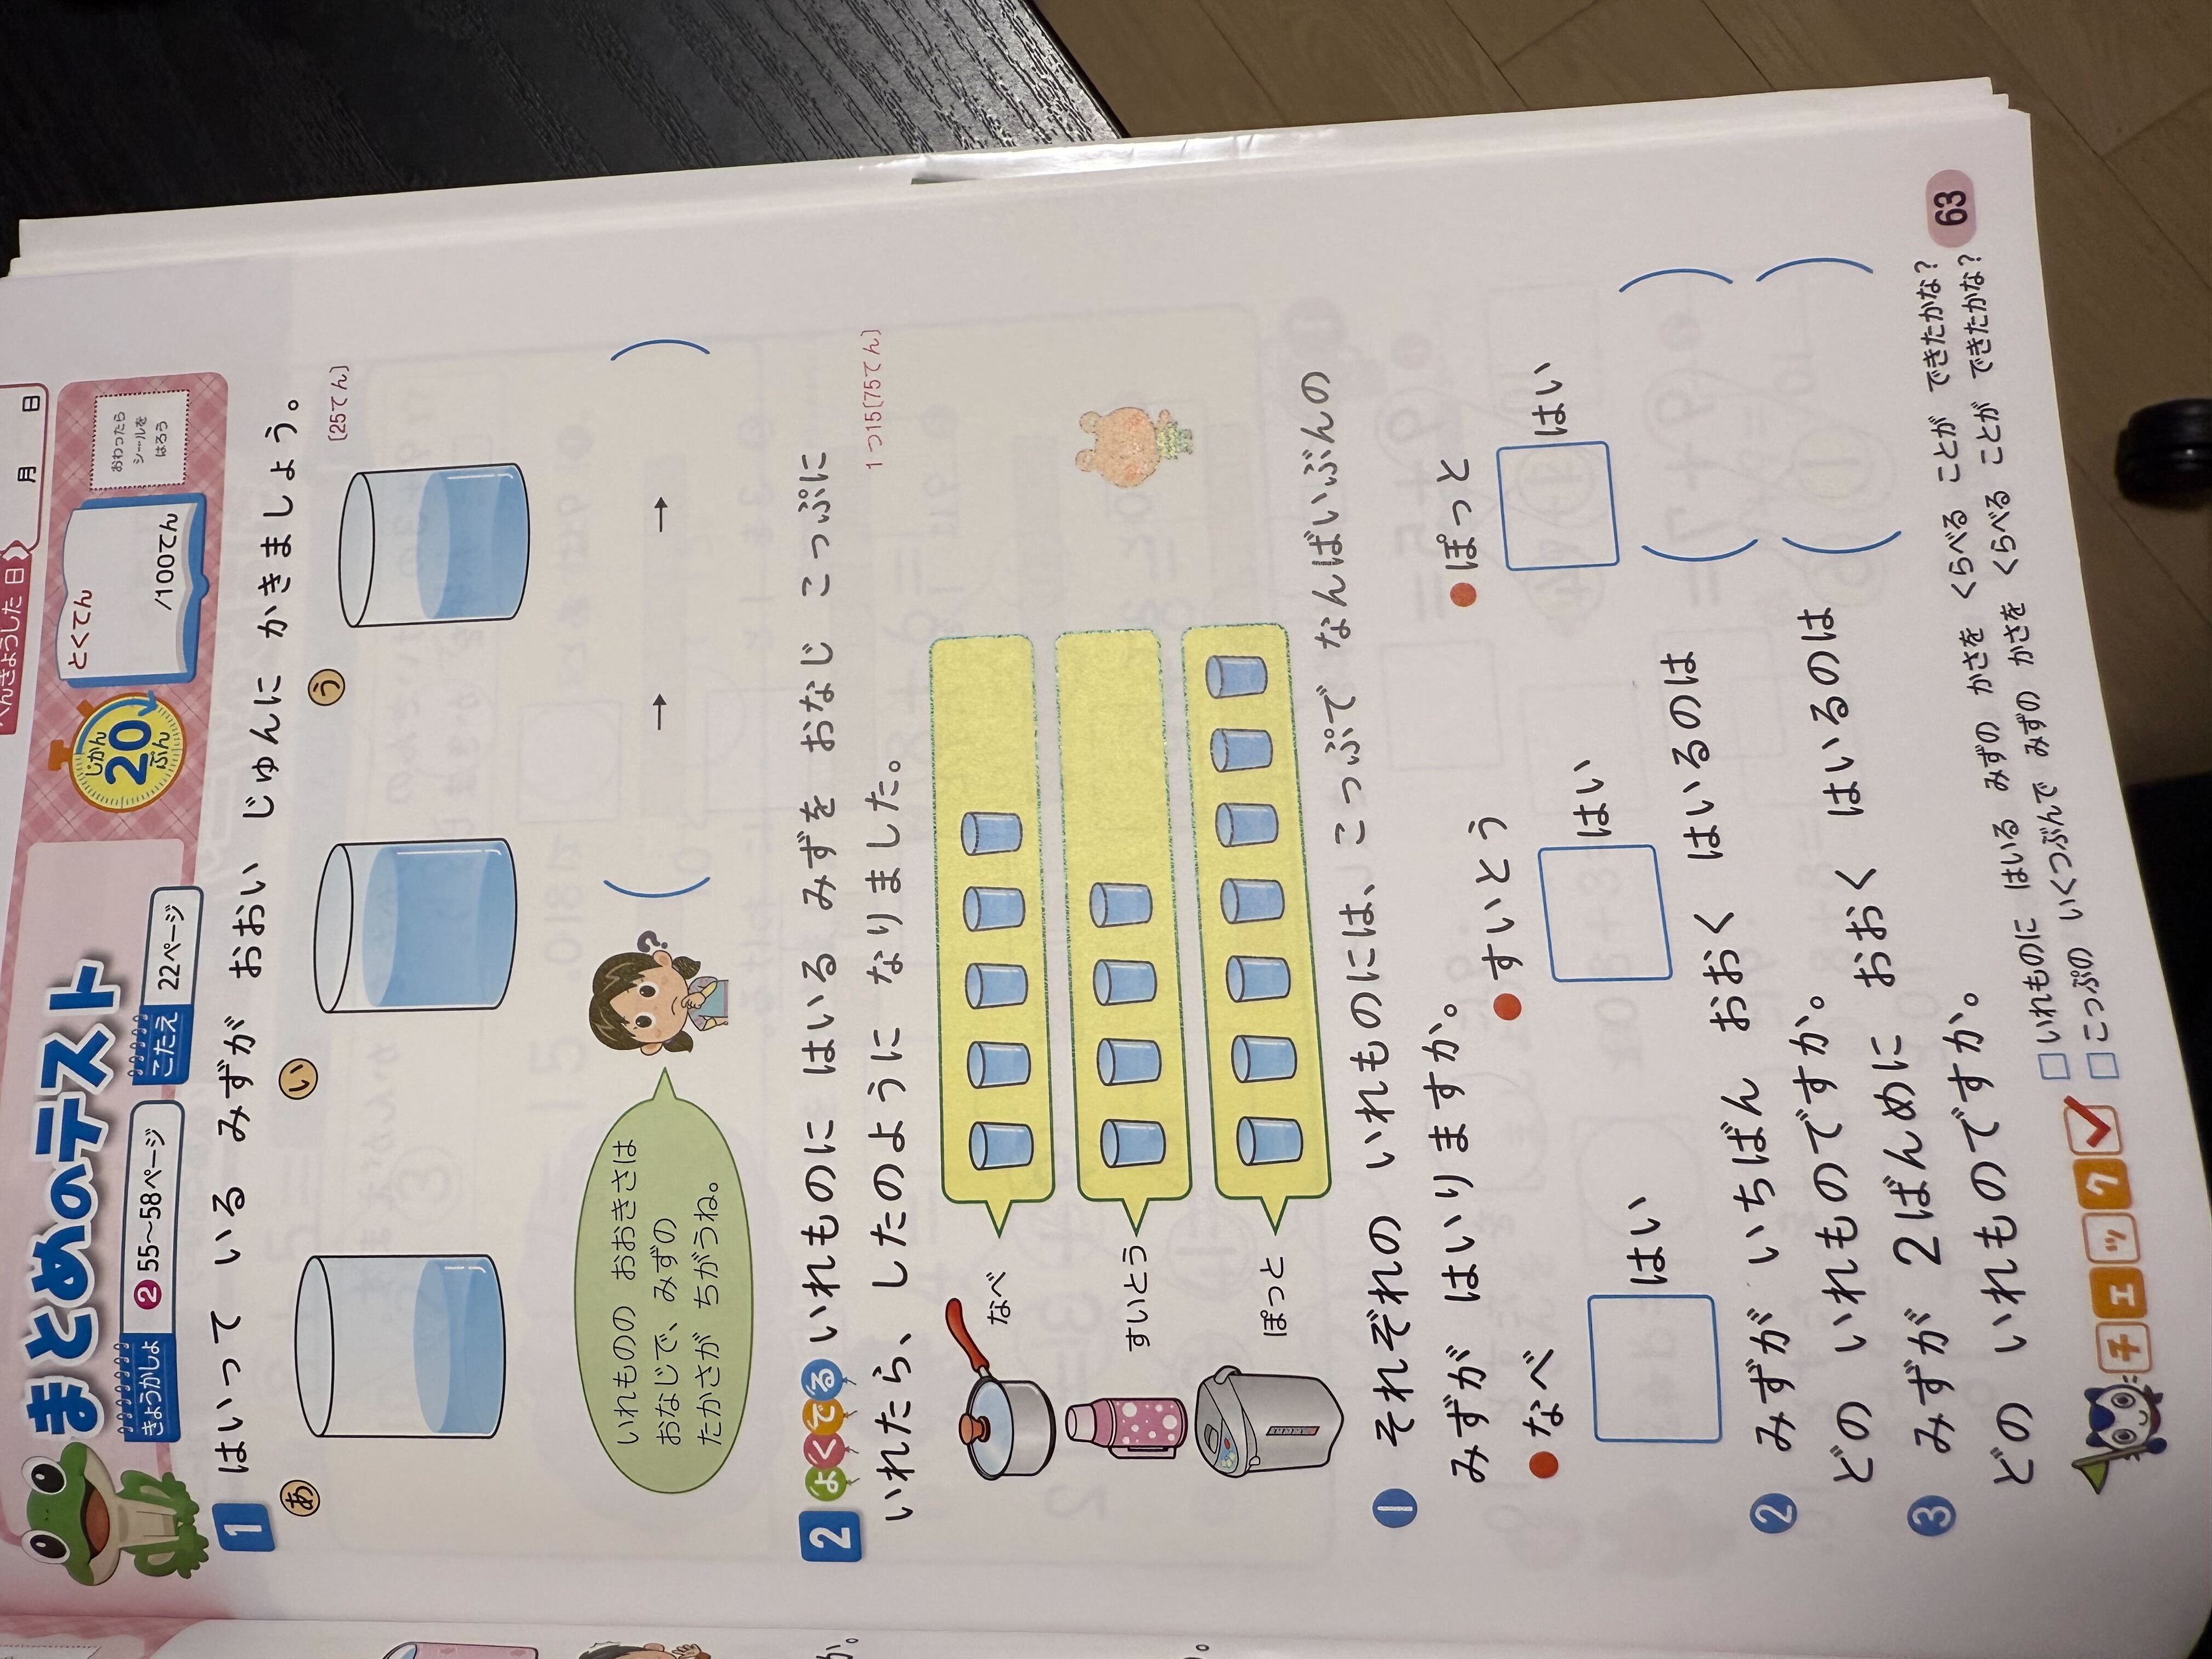 べんきょうした日
月　日
まとめのテスト
きょうかしょ ❷ 55〜58ページ
こたえ 22ページ
じかん 20 ぷん
とくてん
/100てん
おわったら
シールを
はろう
1 はいって いる みずが おおい じゅんに かきましょう。
[25てん]
あ
い
う
いれものの おおきさは
おなじで、みずの
たかさが ちがうね。
( → → )
2 よくでる いれものに はいる みずを おなじ こっぷに
いれたら、したのように なりました。
1つ15[75てん]
なべ
すいとう
ぽっと
❶ それぞれの いれものには、こっぷで なんばいぶんの
みずが はいりますか。
●なべ ●すいとう ●ぽっと
□はい □はい □はい
❷ みずが いちばん おおく はいるのは
どの いれものですか。 ( )
❸ みずが 2ばんめに おおく はいるのは
どの いれものですか。 ( )
チェック✓
□いれものに はいる みずの かさを くらべる ことが できたかな?
□こっぷの いくつぶんで みずの かさを くらべる ことが できたかな?
63